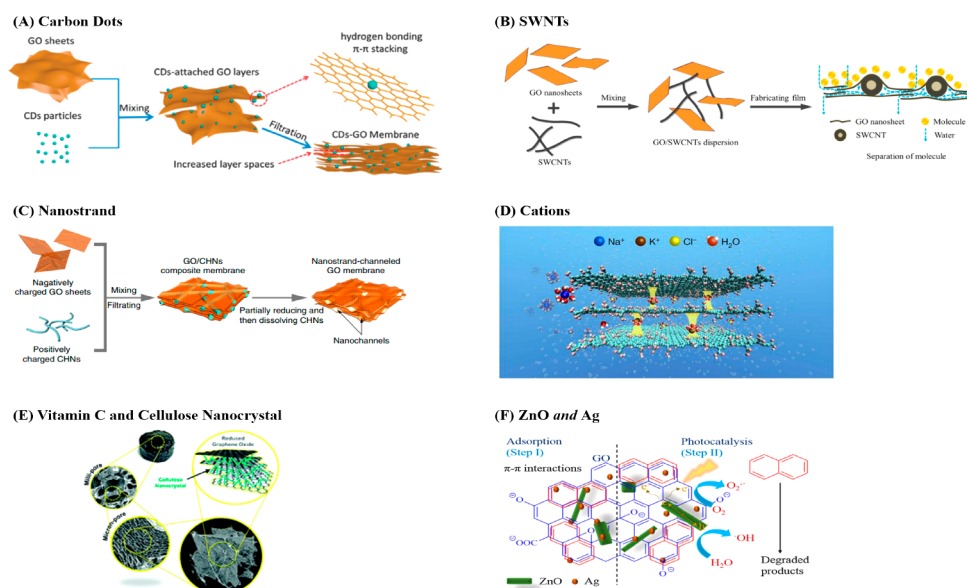 (A) Carbon Dots
GO sheets
CDs particles
Mixing
CDs-attached GO layers
hydrogen bonding
π-π stacking
Filtration
CDs-GO Membrane
Increased layer spaces
(B) SWNTs
GO nanosheets
+
SWCNTs
Mixing
GO/SWCNTs dispersion
Fabricating film
GO nanosheet
Molecule
SWCNT
Water
Separation of molecule
(C) Nanostrand
Nagatively
charged GO sheets
Positively
charged CHNs
Mixing
Filtrating
GO/CHNs
composite membrane
Partially reducing and
then dissolving CHNs
Nanostrand-channeled
GO membrane
Nanochannels
(D) Cations
Na⁺ K⁺ Cl⁻ H₂O
(E) Vitamin C and Cellulose Nanocrystal
Milli-pore
Micron-pore
Reduced
Graphene Oxide
Cellulose
Nanocrystal
(F) ZnO and Ag
Adsorption
(Step I)
π-π interactions
GO
Photocatalysis
(Step II)
O₂·⁻
O₂
·OH
H₂O
⁻OOC
O⁻
Degraded
products
ZnO Ag